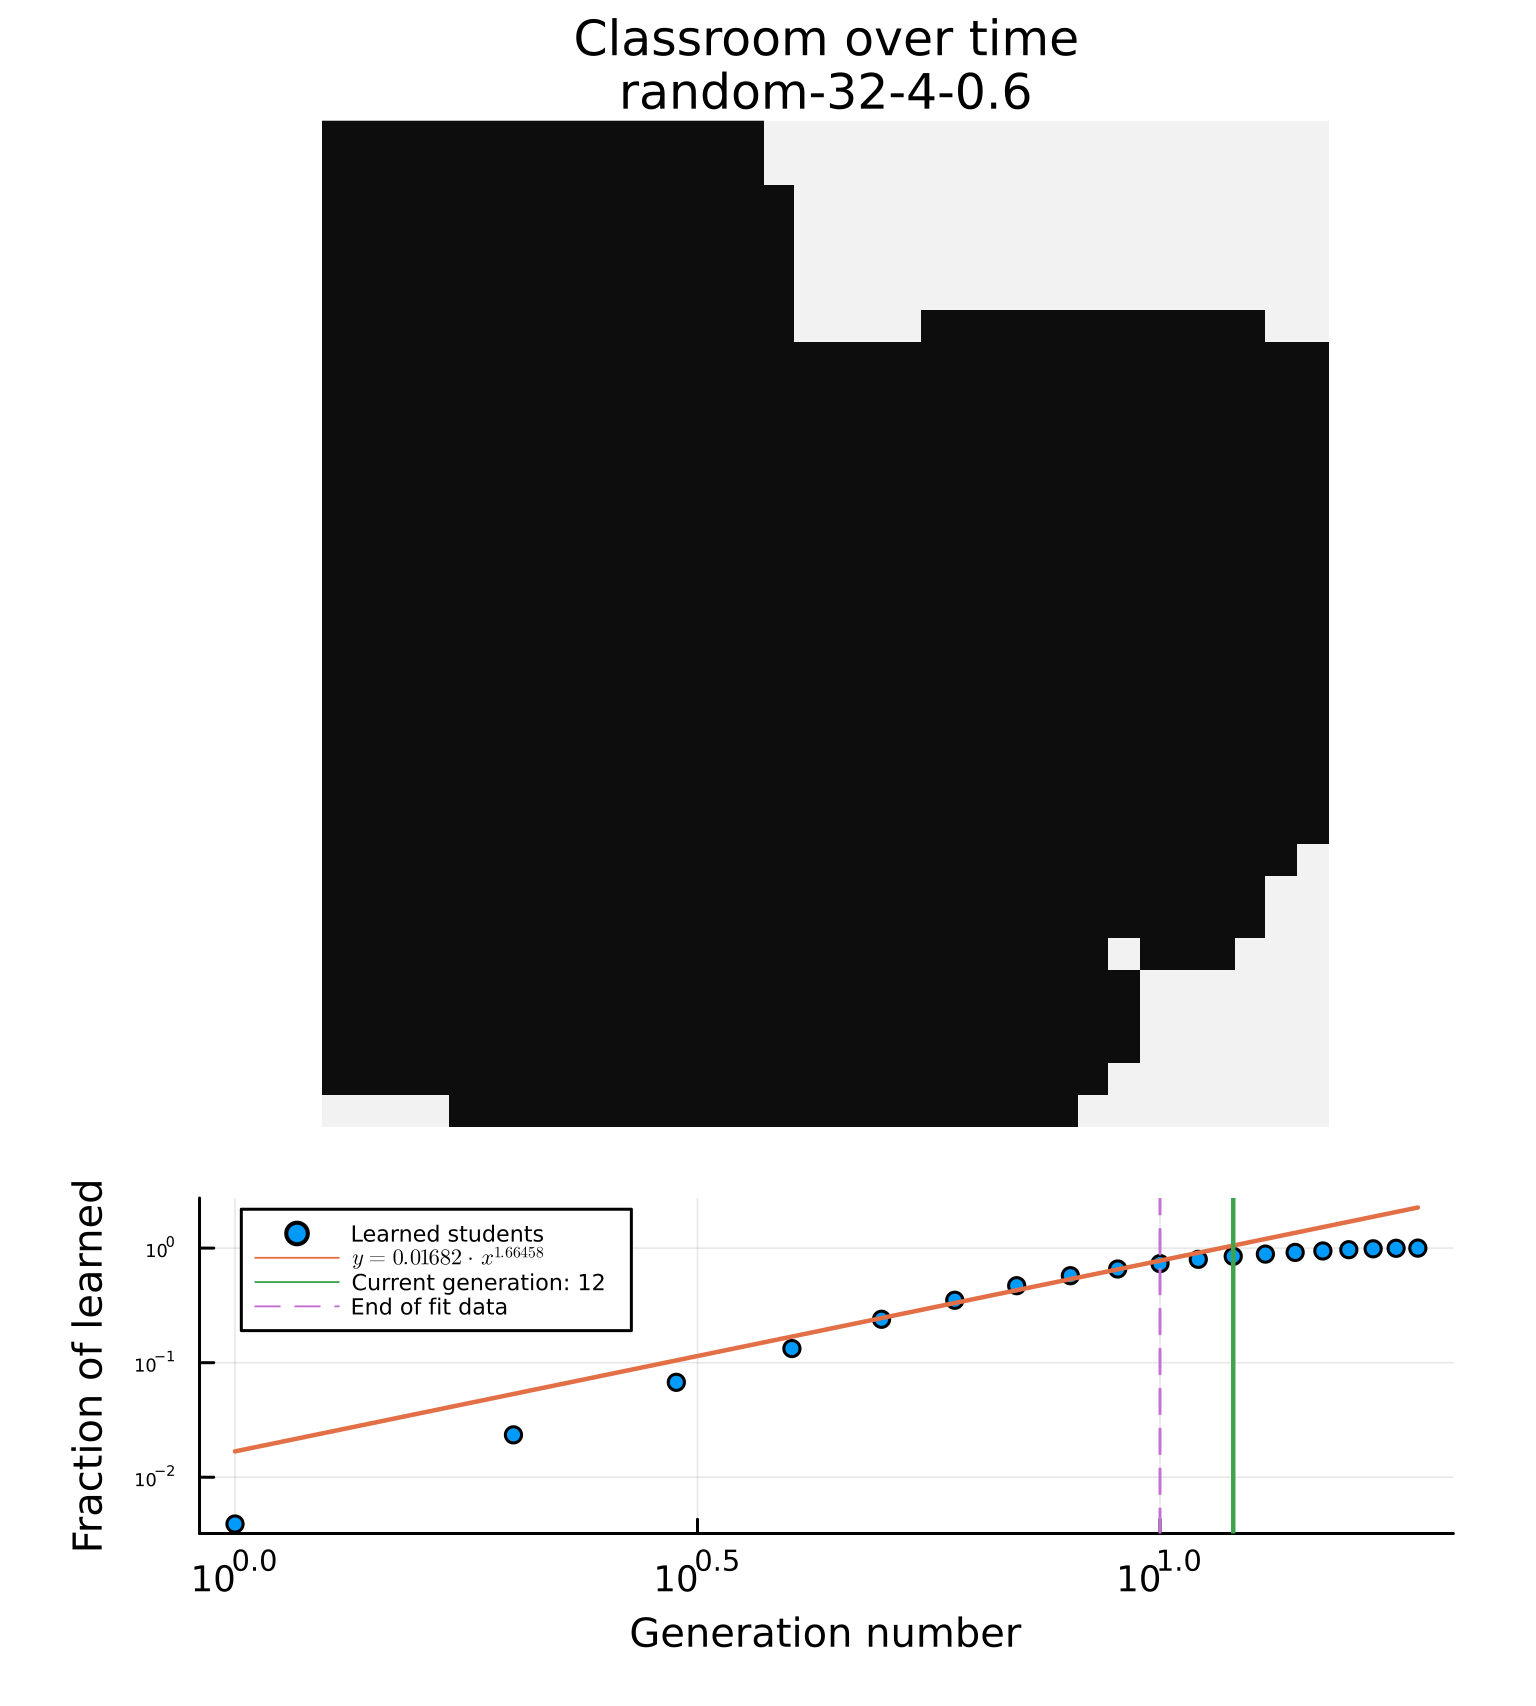 Classroom over time
random-32-4-0.6
Fraction of learned
10⁰
10⁻¹
10⁻²
Learned students
y = 0.01682 · x^1.66458
Current generation: 12
End of fit data
10^0.0
10^0.5
10^1.0
Generation number